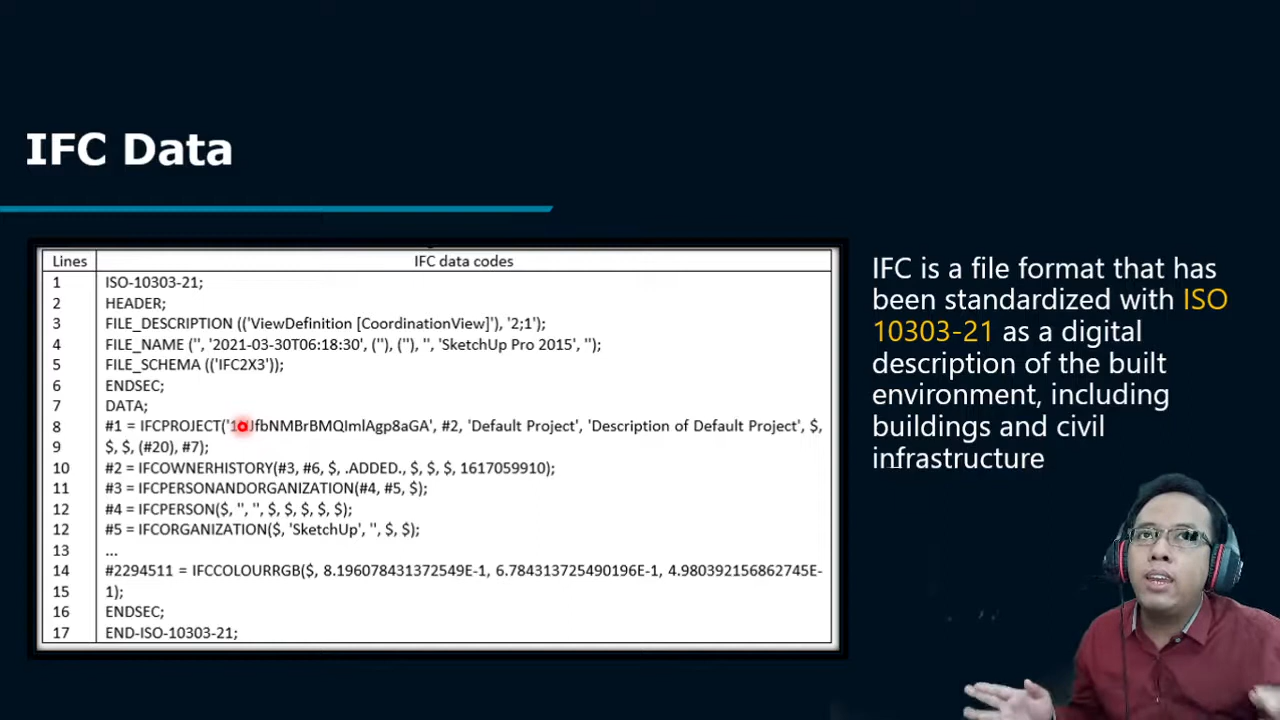 IFC Data
Lines IFC data codes
1 ISO-10303-21;
2 HEADER;
3 FILE_DESCRIPTION (('ViewDefinition [CoordinationView]'), '2;1');
4 FILE_NAME ('', '2021-03-30T06:18:30', (''), (''), '', 'SketchUp Pro 2015', '');
5 FILE_SCHEMA (('IFC2X3'));
6 ENDSEC;
7 DATA;
8 #1 = IFCPROJECT( #2, 'Default Project', 'Description of Default Project', $,
9 $, $, (#20), #7);
10 #2 = IFCOWNERHISTORY(#3, #6, $, .ADDED., $, $, $, 1617059910);
11 #3 = IFCPERSONANDORGANIZATION(#4, #5, $);
12 #4 = IFCPERSON($, '', '', $, $, $, $, $);
12 #5 = IFCORGANIZATION($, 'SketchUp', '', $, $);
13 ...
14 #2294511 = IFCCOLOURRGB($, 8.196078431372549E-1, 6.784313725490196E-1, 4.980392156862745E-
15 1);
16 ENDSEC;
17 END-ISO-10303-21;
IFC is a file format that has
been standardized with ISO
10303-21 as a digital
description of the built
environment, including
buildings and civil
infrastructure